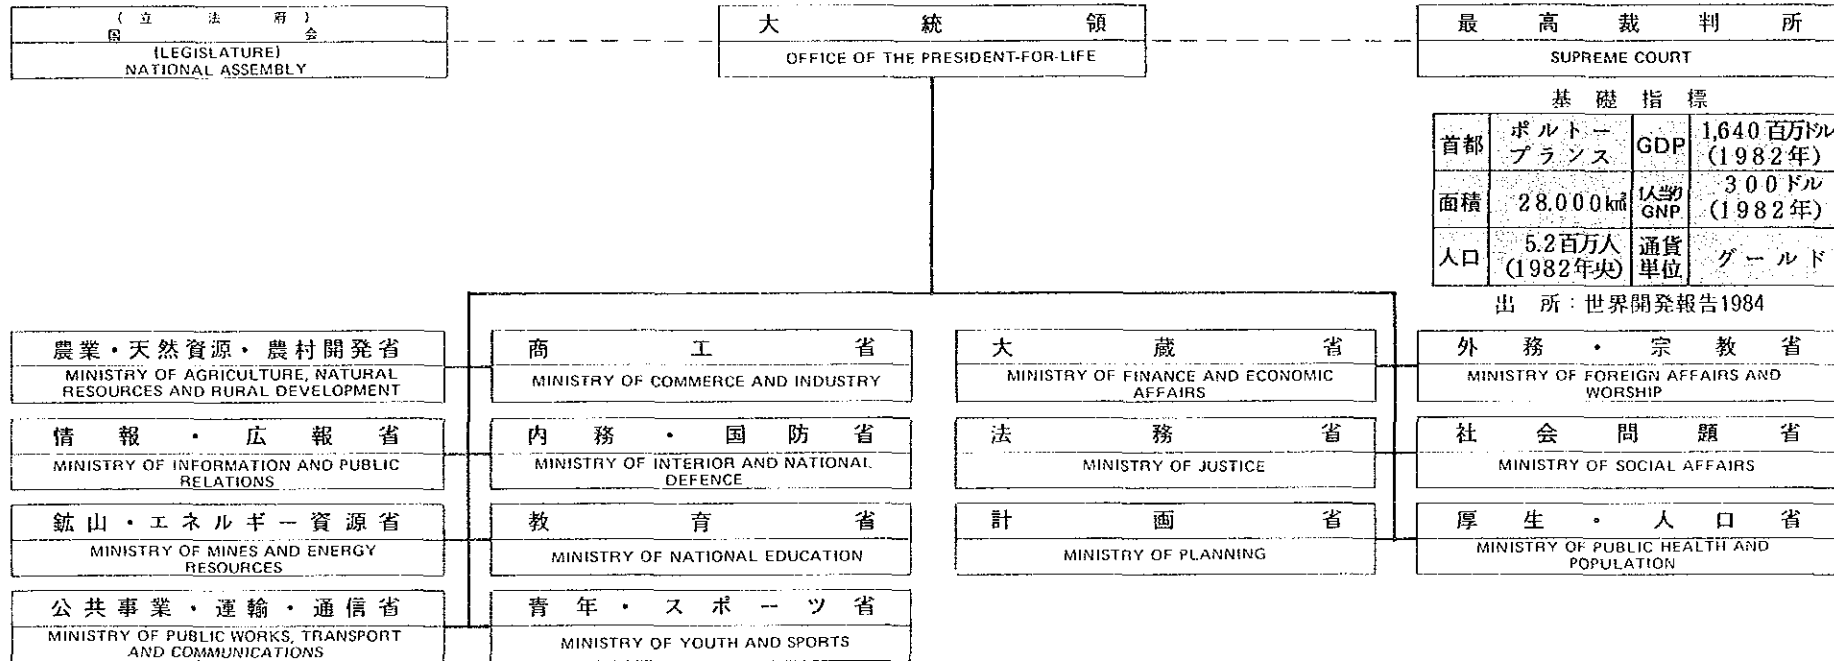 (立法府)
国会
(LEGISLATURE)
NATIONAL ASSEMBLY
大統領
OFFICE OF THE PRESIDENT-FOR-LIFE
最高裁判所
SUPREME COURT
基礎指標
首都 ポルトープランス GDP 1,640百万ドル (1982年)
面積 28,000km² 1人当りGNP 300ドル (1982年)
人口 5.2百万人 (1982年央) 通貨単位 グールド
出所:世界開発報告1984
農業・天然資源・農村開発省
MINISTRY OF AGRICULTURE, NATURAL
RESOURCES AND RURAL DEVELOPMENT
商工省
MINISTRY OF COMMERCE AND INDUSTRY
大蔵省
MINISTRY OF FINANCE AND ECONOMIC
AFFAIRS
外務・宗教省
MINISTRY OF FOREIGN AFFAIRS AND
WORSHIP
情報・広報省
MINISTRY OF INFORMATION AND PUBLIC
RELATIONS
内務・国防省
MINISTRY OF INTERIOR AND NATIONAL
DEFENCE
法務省
MINISTRY OF JUSTICE
社会問題省
MINISTRY OF SOCIAL AFFAIRS
鉱山・エネルギー資源省
MINISTRY OF MINES AND ENERGY
RESOURCES
教育省
MINISTRY OF NATIONAL EDUCATION
計画省
MINISTRY OF PLANNING
厚生・人口省
MINISTRY OF PUBLIC HEALTH AND
POPULATION
公共事業・運輸・通信省
MINISTRY OF PUBLIC WORKS, TRANSPORT
AND COMMUNICATIONS
青年・スポーツ省
MINISTRY OF YOUTH AND SPORTS